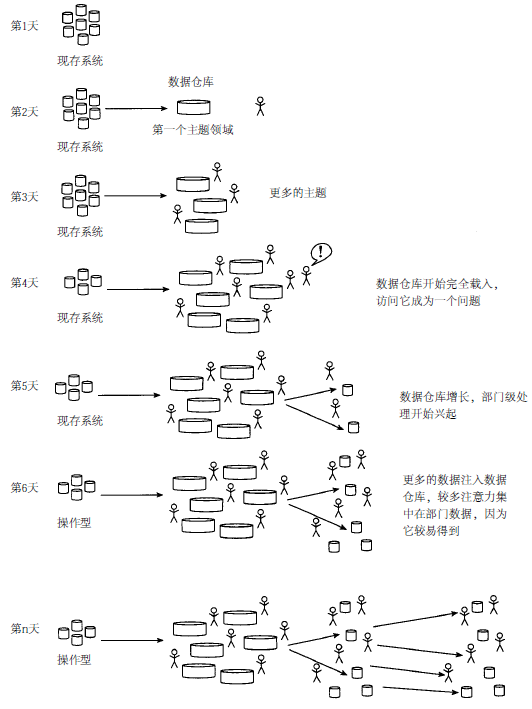 第1天
现存系统
数据仓库
第2天
第一个主题领域
现存系统
第3天
更多的主题
现存系统
!
第4天
数据仓库开始完全载入，
访问它成为一个问题
现存系统
第5天
数据仓库增长，部门级处
理开始兴起
现存系统
第6天
更多的数据注入数据
仓库，较多注意力集
中在部门数据，因为
它较易得到
操作型
第n天
操作型